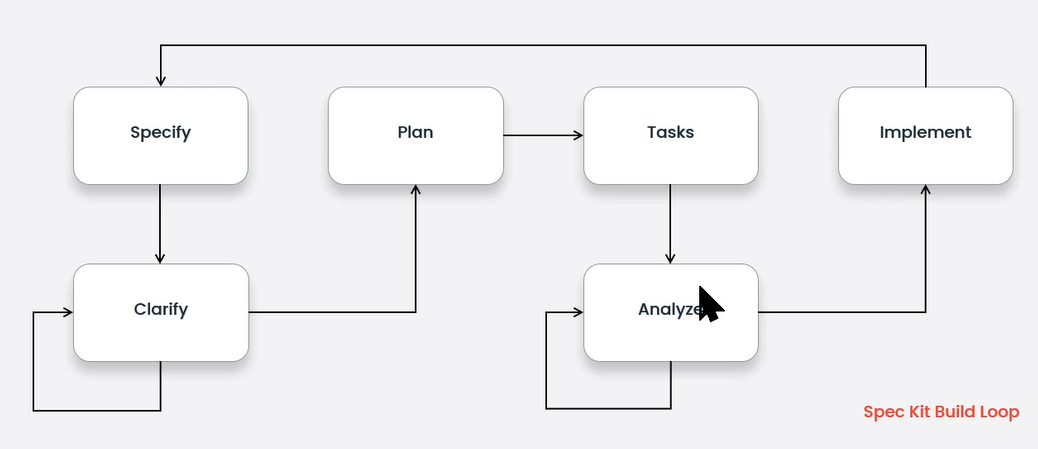 Specify
Plan
Tasks
Implement
Clarify
Analyze
Spec Kit Build Loop